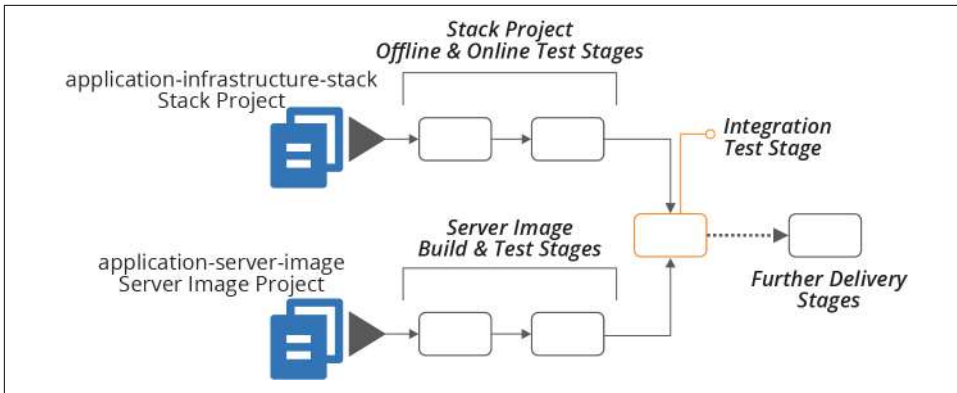 Stack Project
Offline & Online Test Stages
application-infrastructure-stack
Stack Project
Integration
Test Stage
Server Image
Build & Test Stages
application-server-image
Server Image Project
Further Delivery
Stages